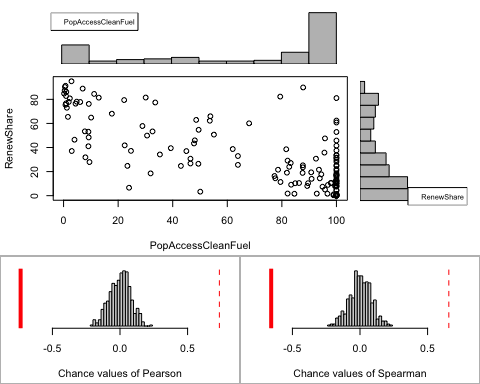 PopAccessCleanFuel
RenewShare
0 20 40 60 80
0 20 40 60 80 100
PopAccessCleanFuel
RenewShare
-0.5 0.0 0.5
Chance values of Pearson
-0.5 0.0 0.5
Chance values of Spearman